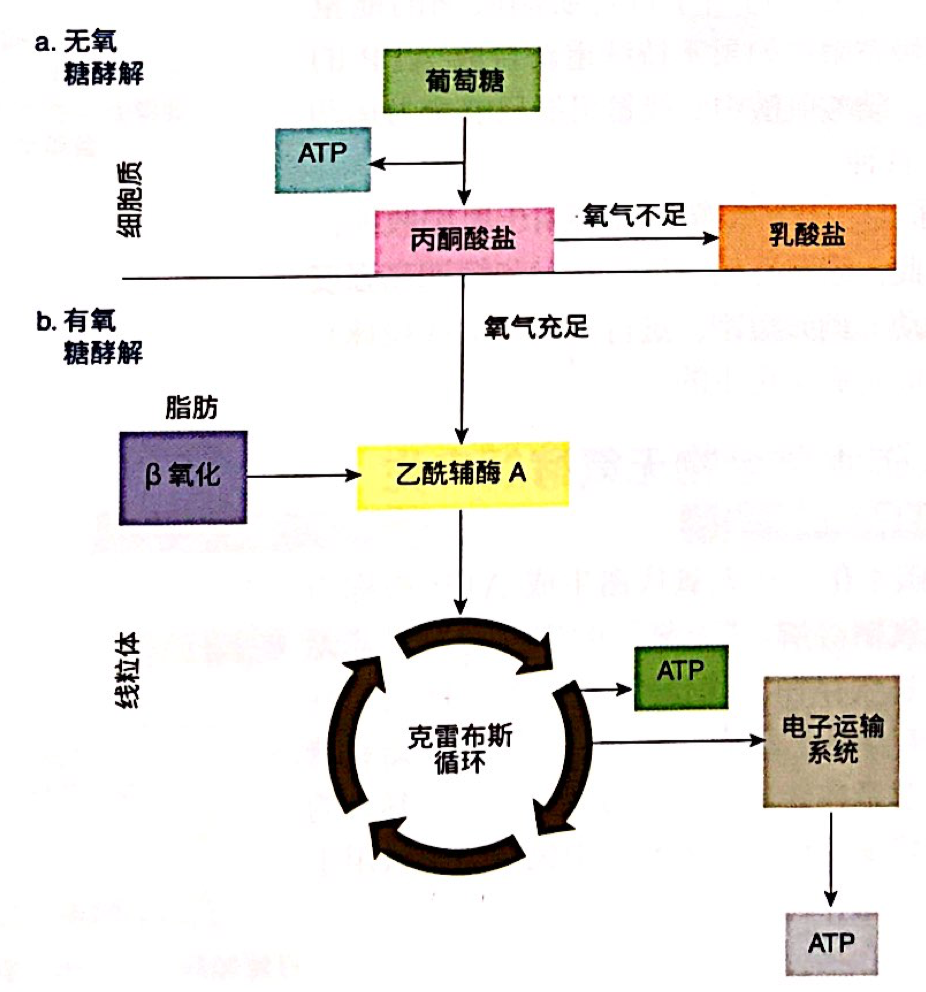 a. 无氧
糖酵解
葡萄糖
ATP
细胞质
丙酮酸盐
氧气不足
乳酸盐
b. 有氧
糖酵解
氧气充足
脂肪
β 氧化
乙酰辅酶 A
线粒体
克雷布斯
循环
ATP
电子运输
系统
ATP